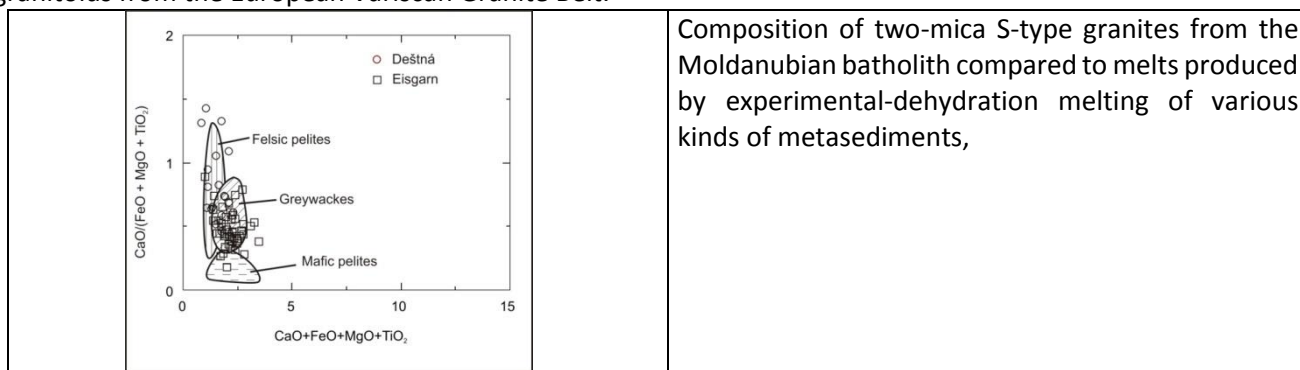 granitoids from the European Variscan Granite Belt.
2
Deštná
Eisgarn
Felsic pelites
1
Greywackes
Mafic pelites
0
0
5
10
15
CaO/(FeO + MgO + TiO₂)
CaO+FeO+MgO+TiO₂
Composition of two-mica S-type granites from the
Moldanubian batholith compared to melts produced
by experimental-dehydration melting of various
kinds of metasediments,